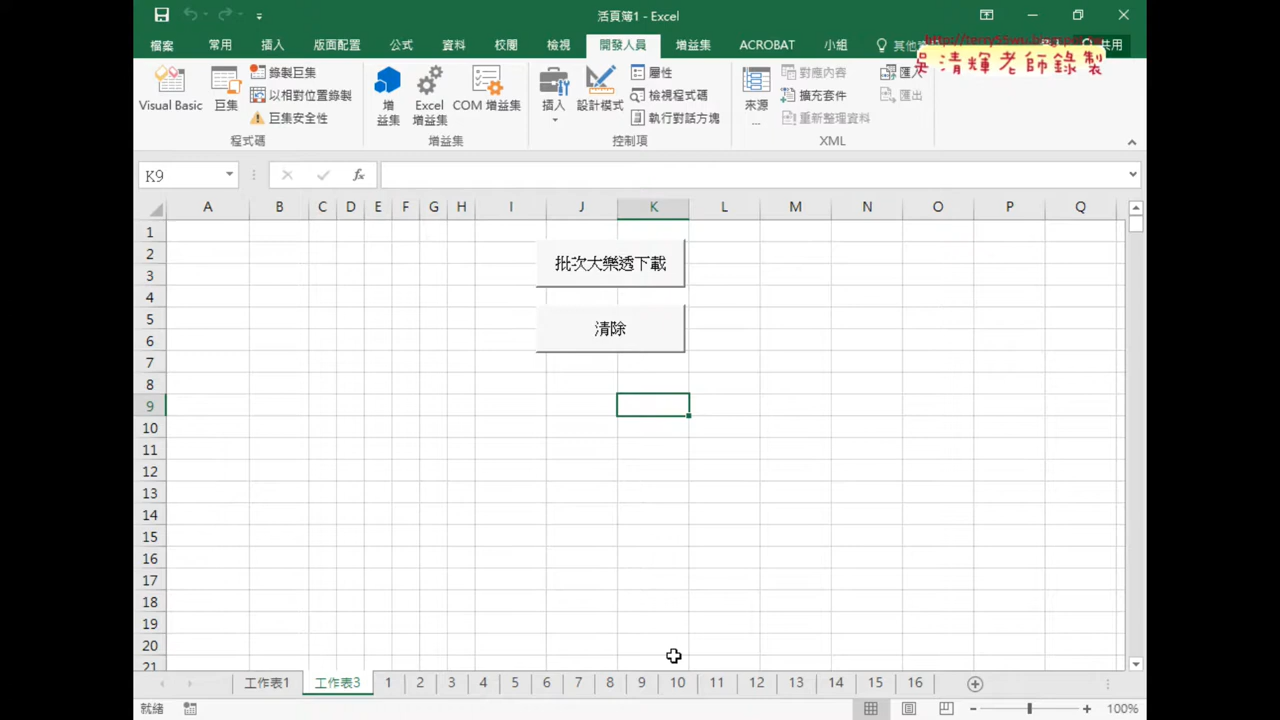 活頁簿1 - Excel
檔案 常用 插入 版面配置 公式 資料 校閱 檢視 開發人員 增益集 ACROBAT 小組 共用
吳清輝老師錄製
Visual Basic 巨集 錄製巨集 以相對位置錄製 巨集安全性
增益集 Excel 增益集 COM 增益集
插入 設計模式 屬性 檢視程式碼 執行對話方塊
來源... 對應內容 擴充套件 重新整理資料 匯出
程式碼 增益集 控制項 XML
K9 fx
A B C D E F G H I J K L M N O P Q
1
2
3
4
5
6
7
8
9
10
11
12
13
14
15
16
17
18
19
20
21
批次大樂透下載
清除
工作表1 工作表3 1 2 3 4 5 6 7 8 9 10 11 12 13 14 15 16
就緒 100%